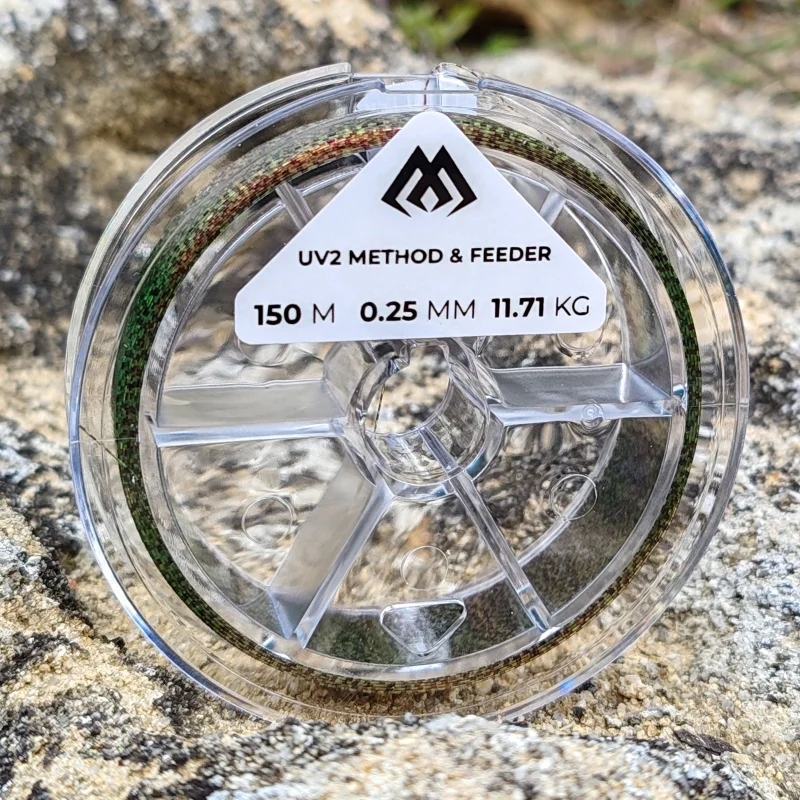 UV2 METHOD & FEEDER
150 M 0.25 MM 11.71 KG